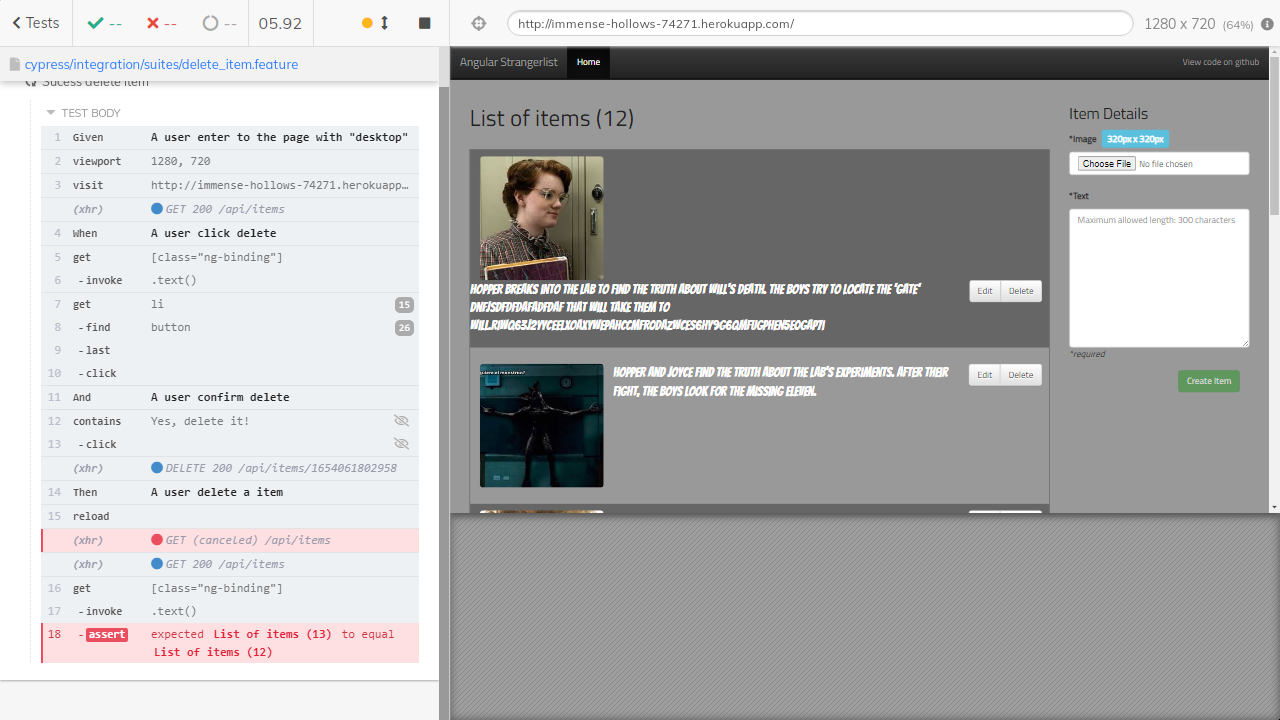 Tests
--
--
--
05.92
http://immense-hollows-74271.herokuapp.com/
1280 x 720 (64%)
cypress/integration/suites/delete_item.feature
Sucess delete item
TEST BODY
1 Given A user enter to the page with "desktop"
2 viewport 1280, 720
3 visit http://immense-hollows-74271.herokuapp…
(xhr) GET 200 /api/items
4 When A user click delete
5 get [class="ng-binding"]
6 - invoke .text()
7 get li 15
8 - find button 26
9 - last
10 - click
11 And A user confirm delete
12 contains Yes, delete it!
13 - click
(xhr) DELETE 200 /api/items/1654061802958
14 Then A user delete a item
15 reload
(xhr) GET (canceled) /api/items
(xhr) GET 200 /api/items
16 get [class="ng-binding"]
17 - invoke .text()
18 - assert expected List of items (13) to equal
List of items (12)
Angular Strangerlist
Home
View code on github
List of items (12)
HOPPER BREAKS INTO THE LAB TO FIND THE TRUTH ABOUT WILL'S DEATH. THE BOYS TRY TO LOCATE THE 'GATE'
DNFJSDFDFDAFADFDAF THAT WILL TAKE THEM TO
Edit Delete
HOPPER AND JOYCE FIND THE TRUTH ABOUT THE LAB'S EXPERIMENTS. AFTER THEIR
FIGHT, THE BOYS LOOK FOR THE MISSING ELEVEN.
Edit Delete
Item Details
*Image 320px x 320px
Choose File No file chosen
*Text
Maximum allowed length: 300 characters
*required
Create Item